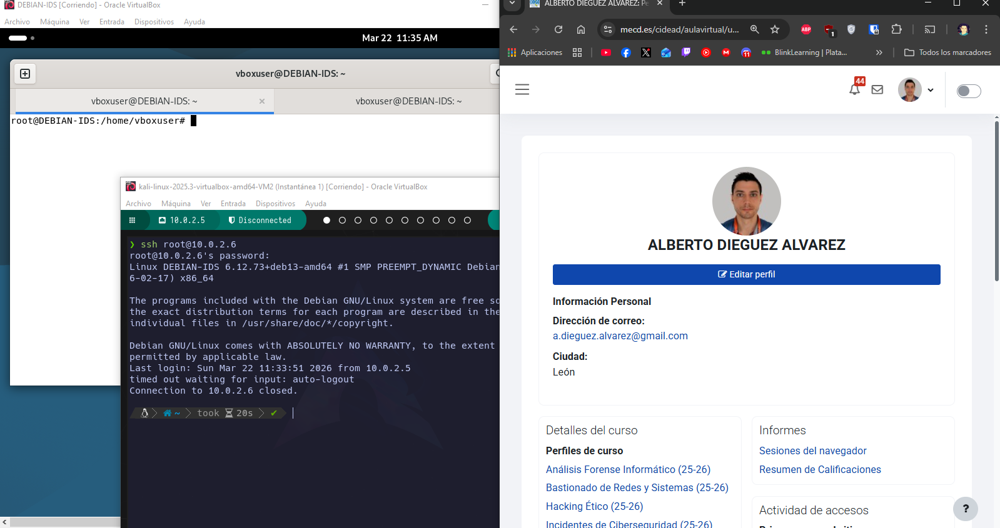 DEBIAN-IDS [Corriendo] - Oracle VirtualBox
Archivo Máquina Ver Entrada Dispositivos Ayuda
Mar 22 11:35 AM
vboxuser@DEBIAN-IDS: ~
vboxuser@DEBIAN-IDS: ~ × vboxuser@DEBIAN-IDS: ~
root@DEBIAN-IDS:/home/vboxuser#
kali-linux-2025.3-virtualbox-amd64-VM2 (Instantánea 1) [Corriendo] - Oracle VirtualBox
Archivo Máquina Ver Entrada Dispositivos Ayuda
10.0.2.5 Disconnected
❯ ssh root@10.0.2.6
root@10.0.2.6's password:
Linux DEBIAN-IDS 6.12.73+deb13-amd64 #1 SMP PREEMPT_DYNAMIC Debian
6-02-17) x86_64
The programs included with the Debian GNU/Linux system are free so
the exact distribution terms for each program are described in the
individual files in /usr/share/doc/*/copyright.
Debian GNU/Linux comes with ABSOLUTELY NO WARRANTY, to the extent
permitted by applicable law.
Last login: Sun Mar 22 11:33:51 2026 from 10.0.2.5
timed out waiting for input: auto-logout
Connection to 10.0.2.6 closed.
~ took 20s ✔
ALBERTO DIEGUEZ ALVAREZ: Pe
mecd.es/cidead/aulavirtual/u...
ABP
1
Aplicaciones
11
BlinkLearning | Plata...
» Todos los marcadores
44
ALBERTO DIEGUEZ ALVAREZ
Editar perfil
Información Personal
Dirección de correo:
a.dieguez.alvarez@gmail.com
Ciudad:
León
Detalles del curso
Perfiles de curso
Análisis Forense Informático (25-26)
Bastionado de Redes y Sistemas (25-26)
Hacking Ético (25-26)
Incidentes de Ciberseguridad (25-26)
Informes
Sesiones del navegador
Resumen de Calificaciones
Actividad de accesos
?